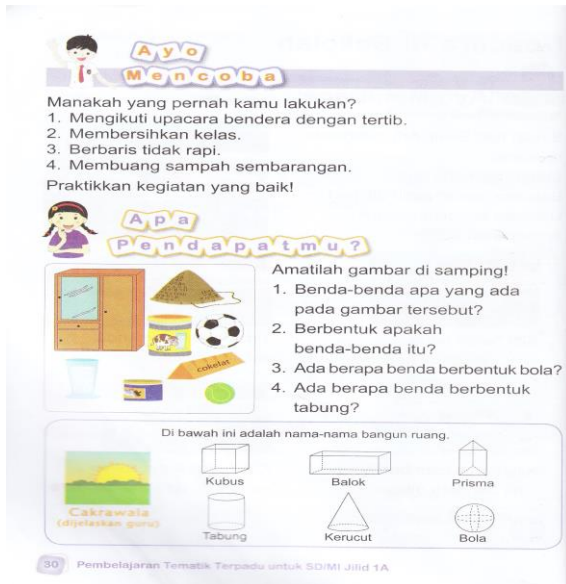 Ayo
Mencoba
Manakah yang pernah kamu lakukan?
1. Mengikuti upacara bendera dengan tertib.
2. Membersihkan kelas.
3. Berbaris tidak rapi.
4. Membuang sampah sembarangan.
Praktikkan kegiatan yang baik!
Apa
Pendapatmu?
Amatilah gambar di samping!
1. Benda-benda apa yang ada
pada gambar tersebut?
2. Berbentuk apakah
benda-benda itu?
3. Ada berapa benda berbentuk bola?
4. Ada berapa benda berbentuk
tabung?
cokelat
Di bawah ini adalah nama-nama bangun ruang.
Cakrawala
(dijelaskan guru)
Kubus
Balok
Prisma
Tabung
Kerucut
Bola
30 Pembelajaran Tematik Terpadu untuk SD/MI Jilid 1A